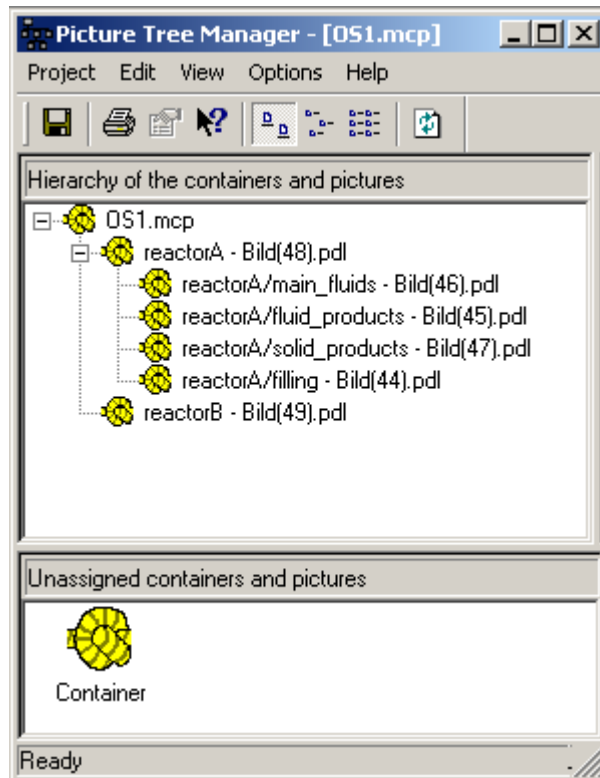 Picture Tree Manager - [OS1.mcp]
Project Edit View Options Help
Hierarchy of the containers and pictures
OS1.mcp
reactorA - Bild(48).pdl
reactorA/main_fluids - Bild(46).pdl
reactorA/fluid_products - Bild(45).pdl
reactorA/solid_products - Bild(47).pdl
reactorA/filling - Bild(44).pdl
reactorB - Bild(49).pdl
Unassigned containers and pictures
Container
Ready